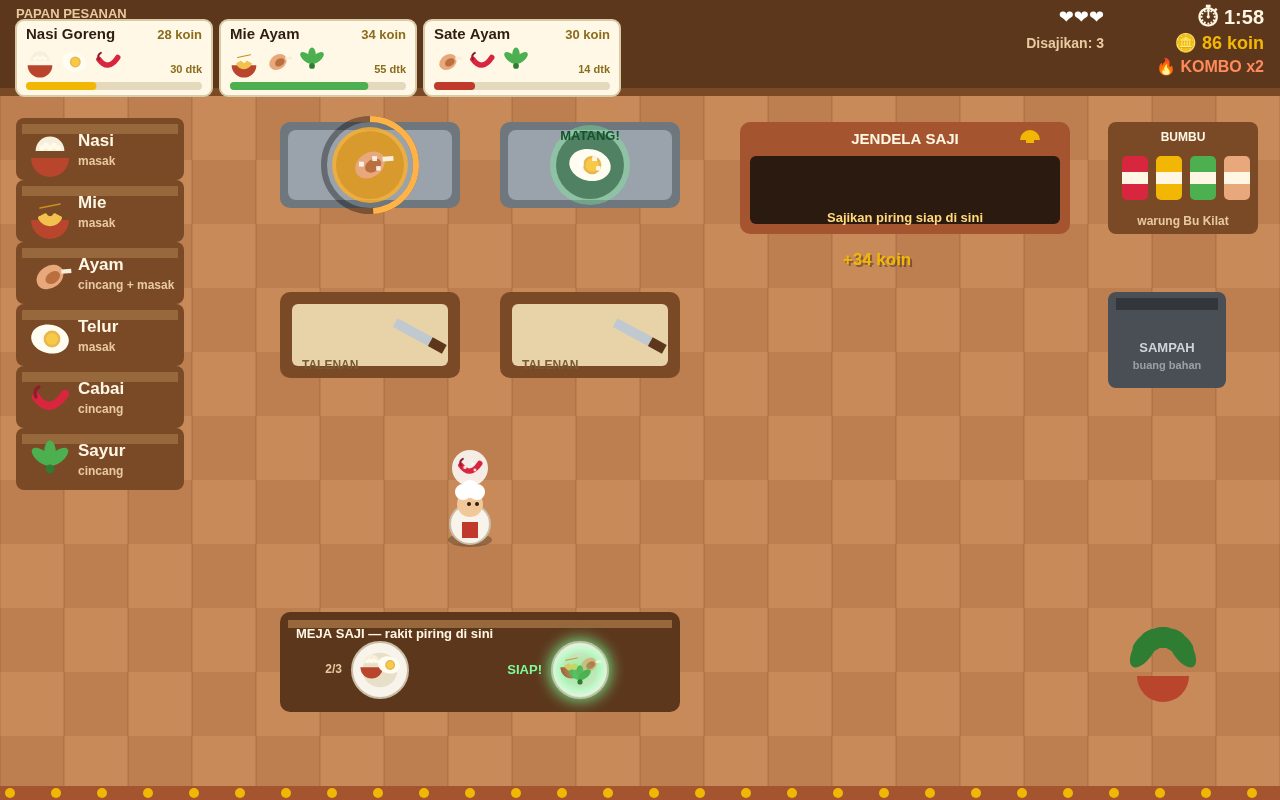 PAPAN PESANAN
Nasi Goreng 28 koin
30 dtk
Mie Ayam 34 koin
55 dtk
Sate Ayam 30 koin
14 dtk
1:58
Disajikan: 3
86 koin
KOMBO x2
Nasi
masak
Mie
masak
Ayam
cincang + masak
Telur
masak
Cabai
cincang
Sayur
cincang
MATANG!
JENDELA SAJI
Sajikan piring siap di sini
+34 koin
BUMBU
warung Bu Kilat
TALENAN
TALENAN
SAMPAH
buang bahan
MEJA SAJI — rakit piring di sini
2/3
SIAP!